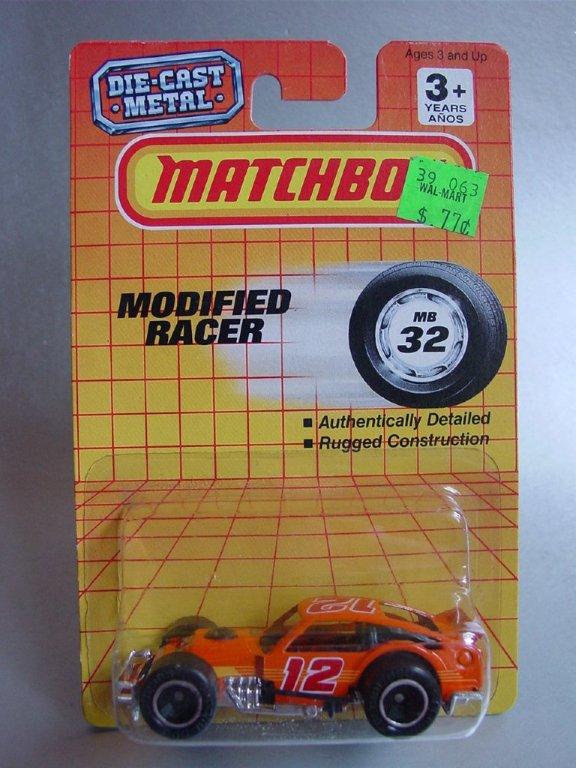 Ages 3 and Up
DIE-CAST
METAL
3+
YEARS
AÑOS
MATCHBO
39 063
WAL-MART
$.77¢
MODIFIED
RACER
MB
32
■ Authentically Detailed
■ Rugged Construction
12
12